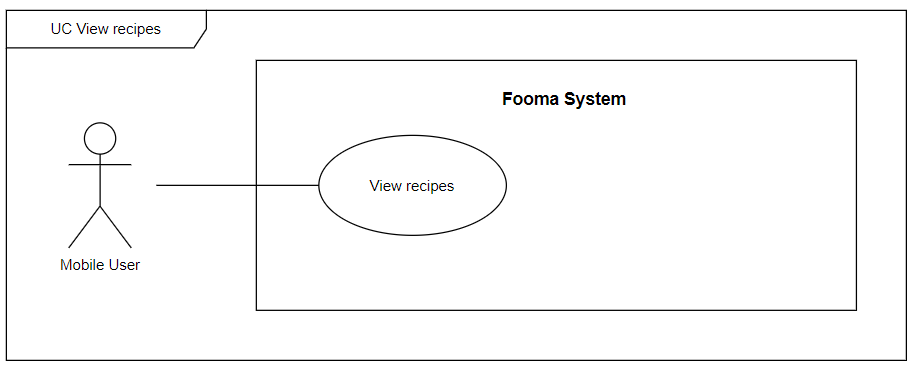 UC View recipes
Fooma System
View recipes
Mobile User